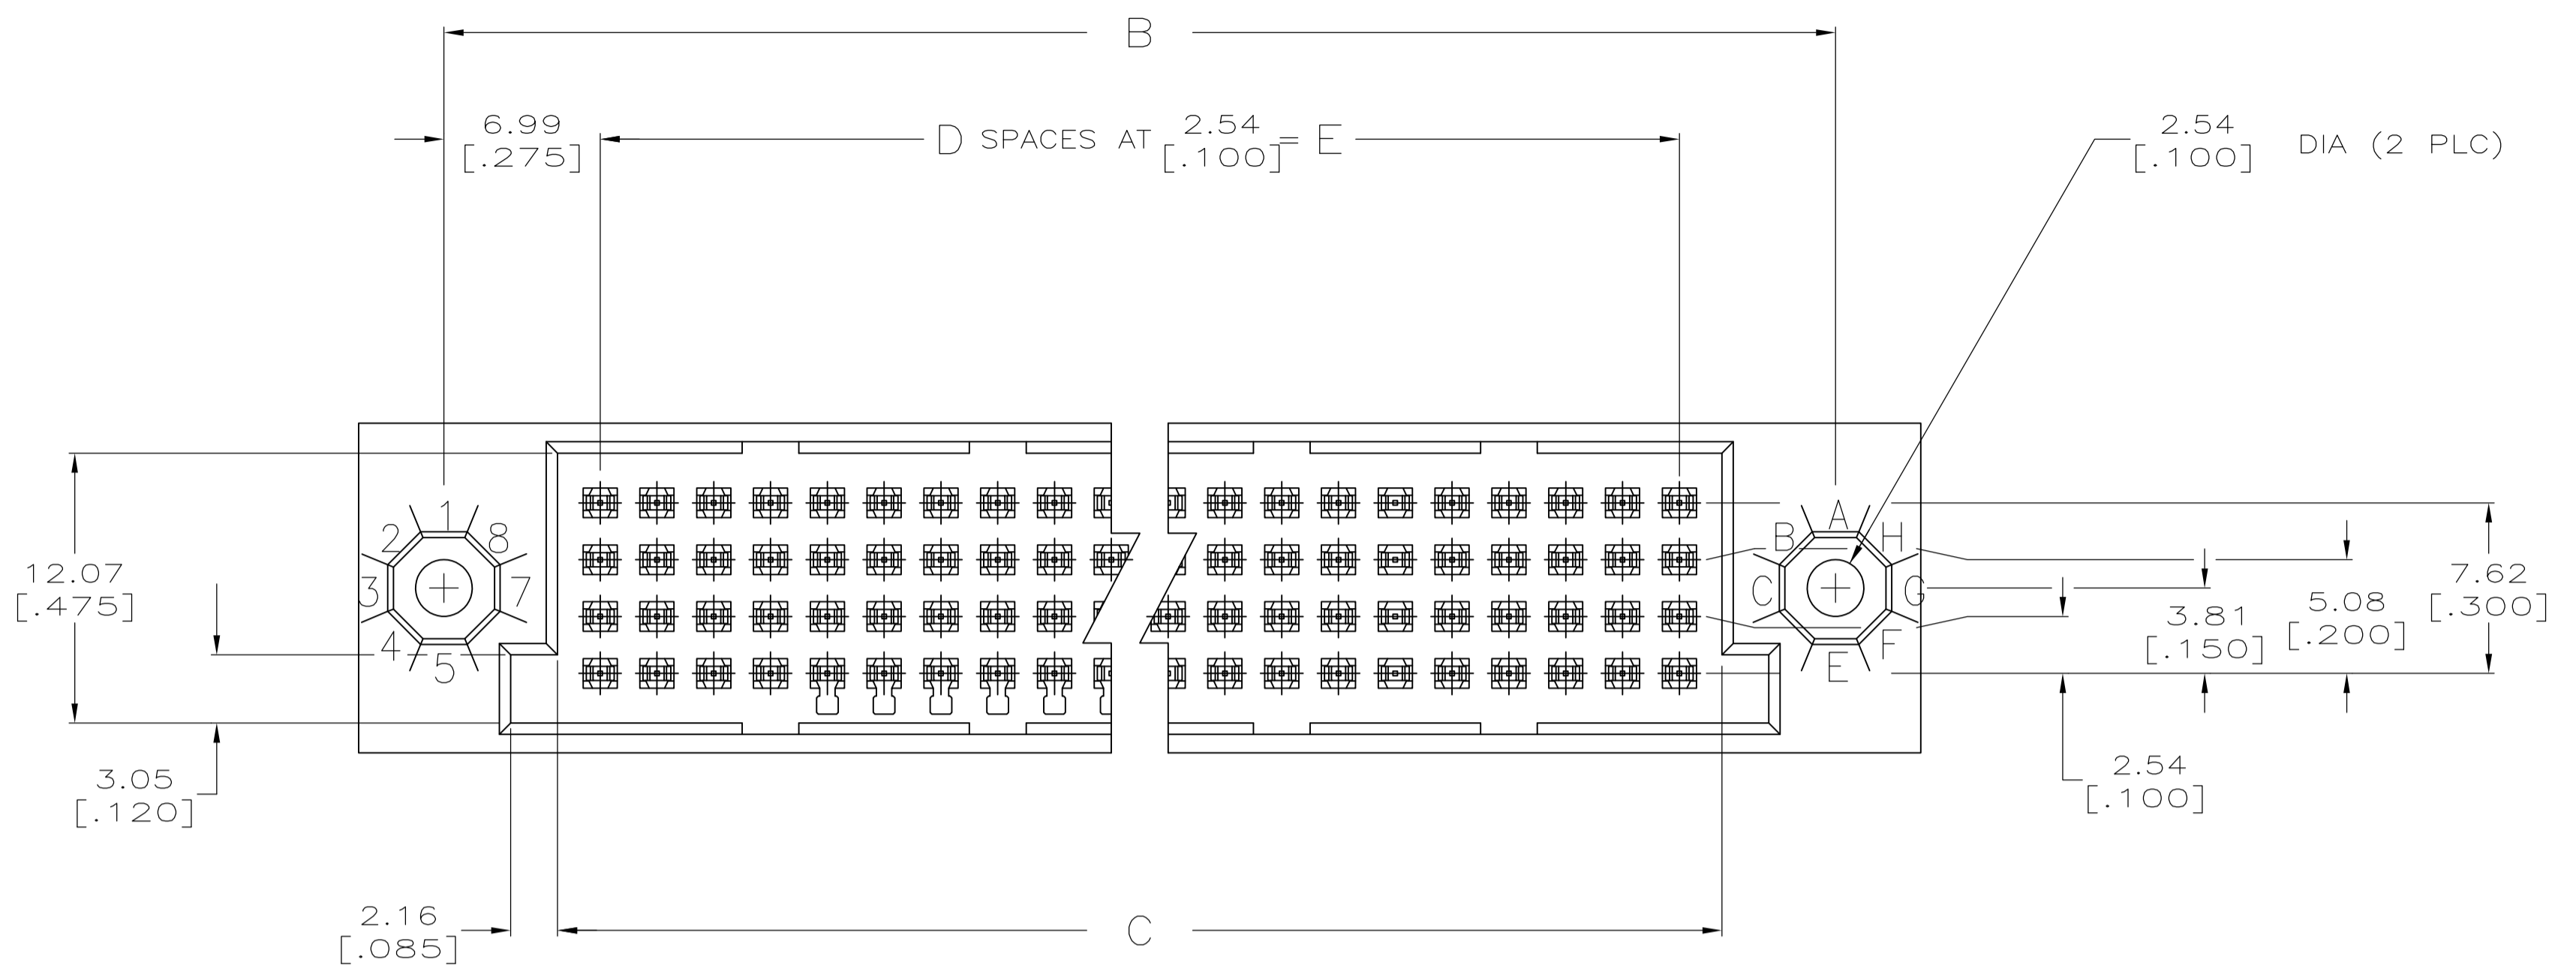 B
6.99
[.275]
D SPACES AT 2.54 = E
[.100]
2.54
[.100]
DIA (2 PLC)
1
2
8
3
7
4
5
A
B
H
C
G
F
E
12.07
[.475]
7.62
[.300]
5.08
[.200]
3.81
[.150]
3.05
[.120]
2.54
[.100]
2.16
[.085]
C